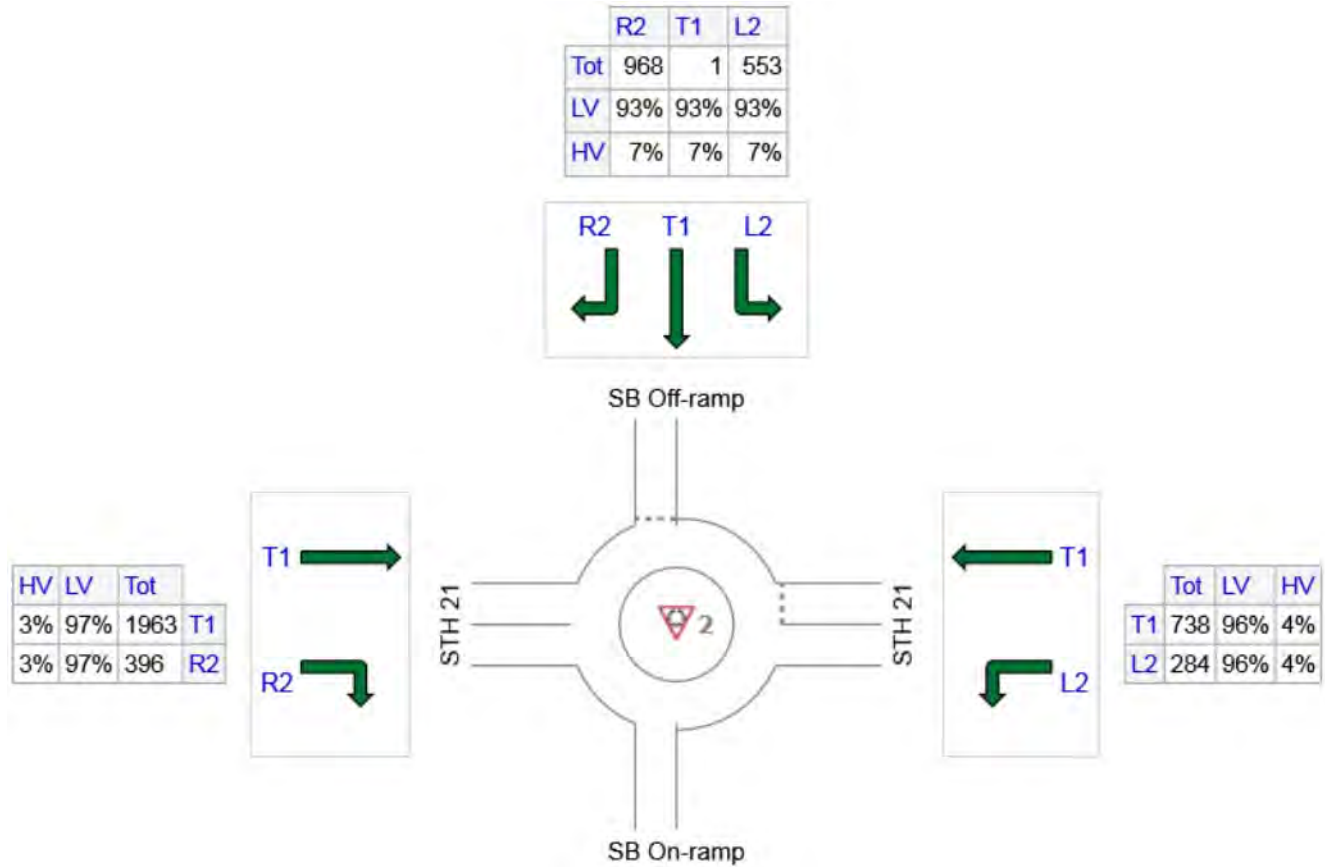 R2 T1 L2
Tot 968 1 553
LV 93% 93% 93%
HV 7% 7% 7%
R2 T1 L2
SB Off-ramp
T1
R2
HV LV Tot
3% 97% 1963 T1
3% 97% 396 R2
STH 21
2
STH 21
T1
L2
Tot LV HV
T1 738 96% 4%
L2 284 96% 4%
SB On-ramp